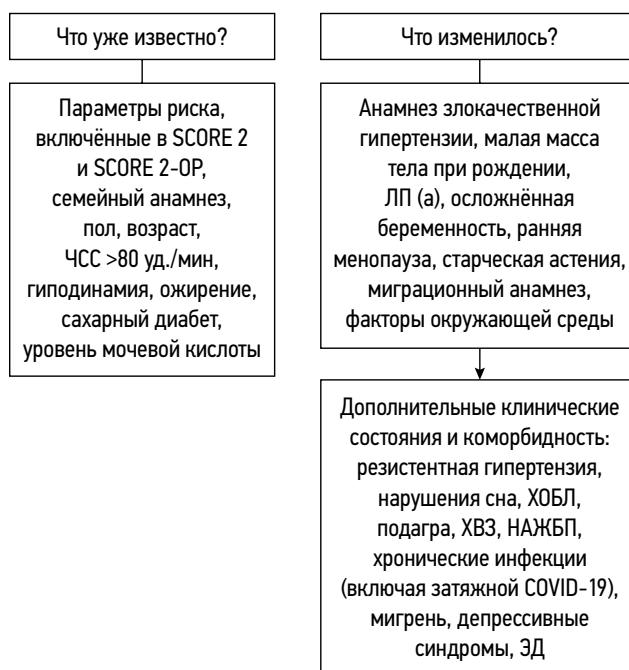 Что уже известно?
Параметры риска,
включённые в SCORE 2
и SCORE 2-OP,
семейный анамнез,
пол, возраст,
ЧСС >80 уд./мин,
гиподинамия, ожирение,
сахарный диабет,
уровень мочевой кислоты
Что изменилось?
Анамнез злокачественной
гипертензии, малая масса
тела при рождении,
ЛП (а), осложнённая
беременность, ранняя
менопауза, старческая астения,
миграционный анамнез,
факторы окружающей среды
Дополнительные клинические
состояния и коморбидность:
резистентная гипертензия,
нарушения сна, ХОБЛ,
подагра, ХВЗ, НАЖБП,
хронические инфекции
(включая затяжной COVID-19),
мигрень, депрессивные
синдромы, ЭД